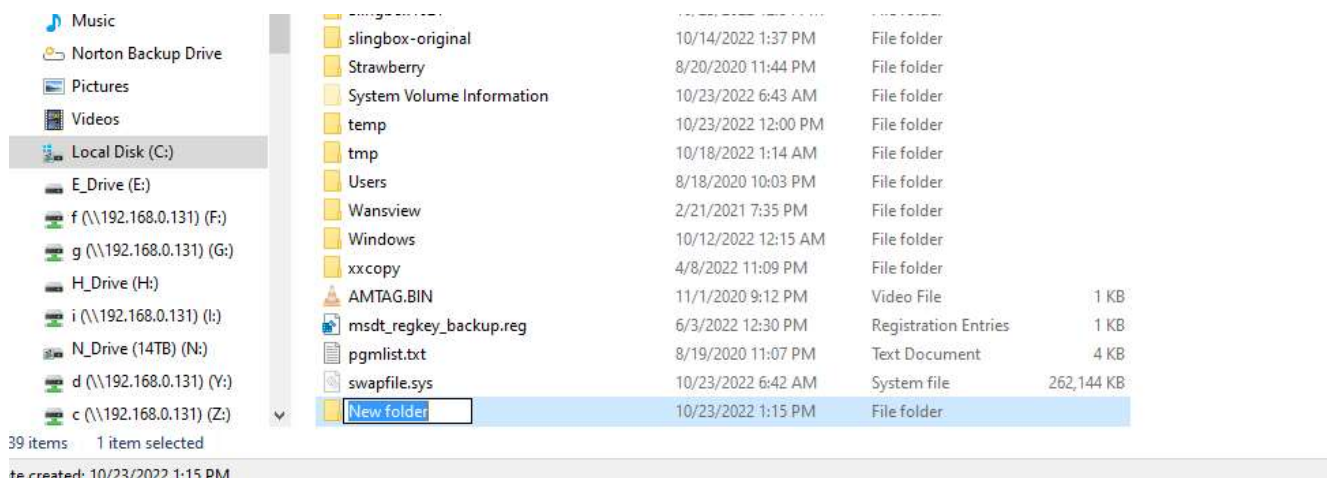 Music
Norton Backup Drive
Pictures
Videos
Local Disk (C:)
E_Drive (E:)
f (\\192.168.0.131) (F:)
g (\\192.168.0.131) (G:)
H_Drive (H:)
i (\\192.168.0.131) (I:)
N_Drive (14TB) (N:)
d (\\192.168.0.131) (Y:)
c (\\192.168.0.131) (Z:)
slingbox-original 10/14/2022 1:37 PM File folder
Strawberry 8/20/2020 11:44 PM File folder
System Volume Information 10/23/2022 6:43 AM File folder
temp 10/23/2022 12:00 PM File folder
tmp 10/18/2022 1:14 AM File folder
Users 8/18/2020 10:03 PM File folder
Wansview 2/21/2021 7:35 PM File folder
Windows 10/12/2022 12:15 AM File folder
xxcopy 4/8/2022 11:09 PM File folder
AMTAG.BIN 11/1/2020 9:12 PM Video File 1 KB
msdt_regkey_backup.reg 6/3/2022 12:30 PM Registration Entries 1 KB
pgmlist.txt 8/19/2020 11:07 PM Text Document 4 KB
swapfile.sys 10/23/2022 6:42 AM System file 262,144 KB
New folder 10/23/2022 1:15 PM File folder
39 items 1 item selected
te created: 10/23/2022 1:15 PM